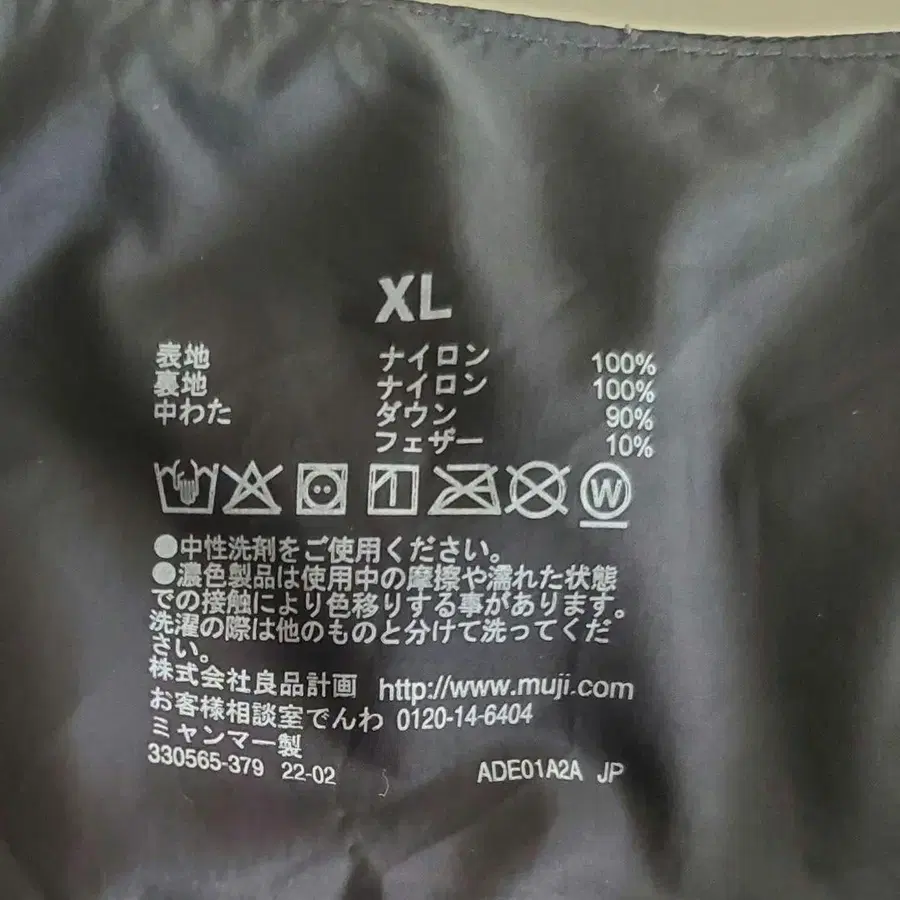 XL
表地 ナイロン 100%
裏地 ナイロン 100%
中わた ダウン 90%
フェザー 10%
W
●中性洗剤をご使用ください。
●濃色製品は使用中の摩擦や濡れた状態
での接触により色移りする事があります。
洗濯の際は他のものと分けて洗ってくだ
さい。
株式会社良品計画 http://www.muji.com
お客様相談室でんわ 0120-14-6404
ミャンマー製
330565-379 22-02 ADE01A2A JP